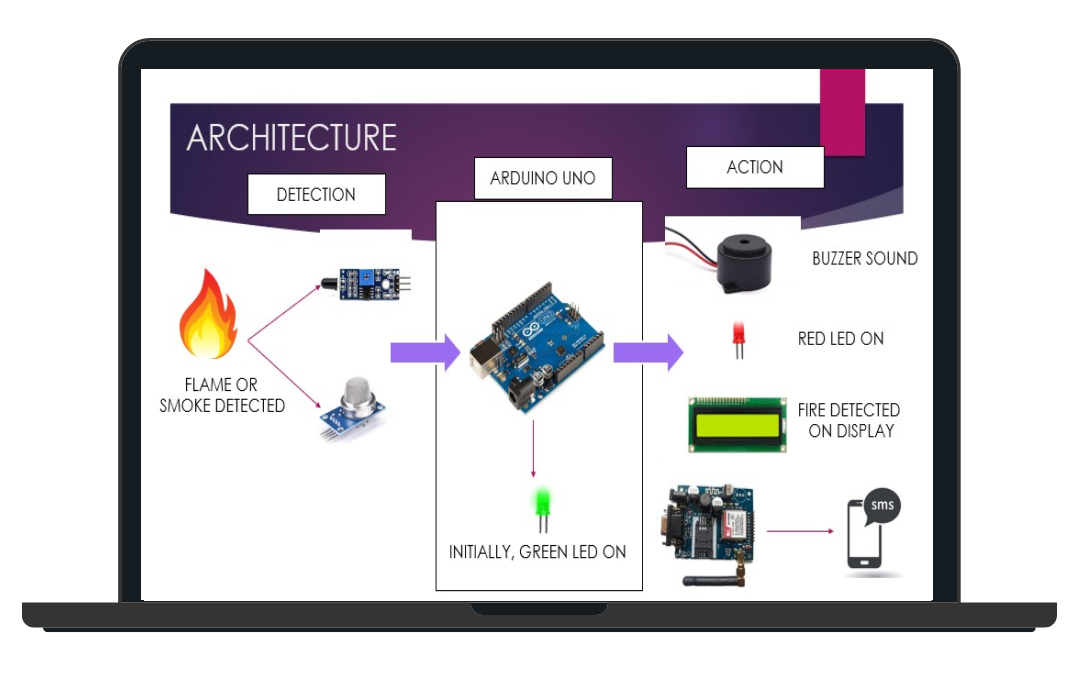 ARCHITECTURE
DETECTION
ARDUINO UNO
ACTION
FLAME OR
SMOKE DETECTED
UNO
INITIALLY, GREEN LED ON
BUZZER SOUND
RED LED ON
FIRE DETECTED
ON DISPLAY
sms